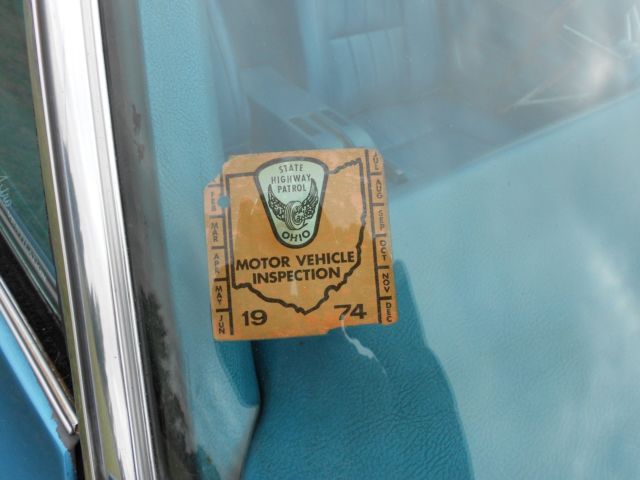 STATE
HIGHWAY
PATROL
OHIO
MOTOR VEHICLE
INSPECTION
19 74
FEB
MAR
APR
MAY
JUN
JUL
AUG
SEP
OCT
NOV
DEC